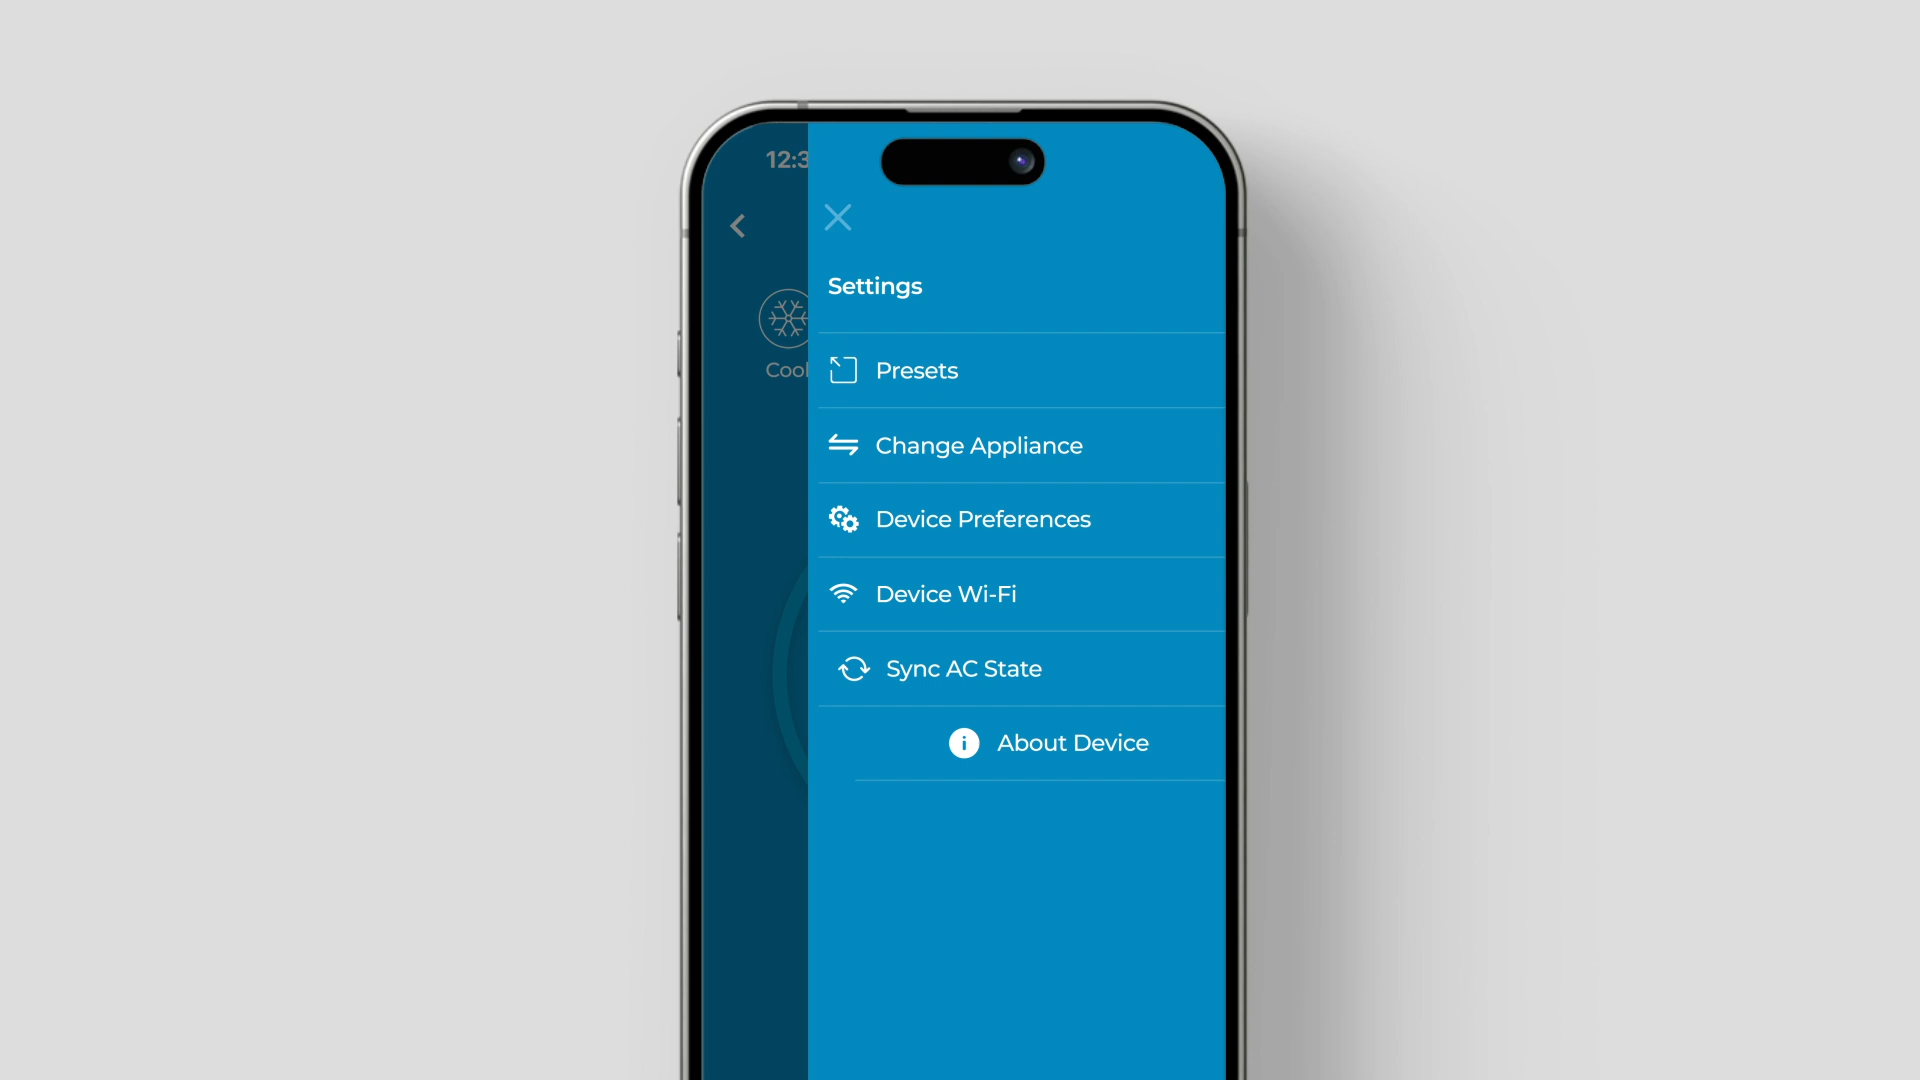 12:3
Settings
Cool
Presets
Change Appliance
Device Preferences
Device Wi-Fi
Sync AC State
About Device